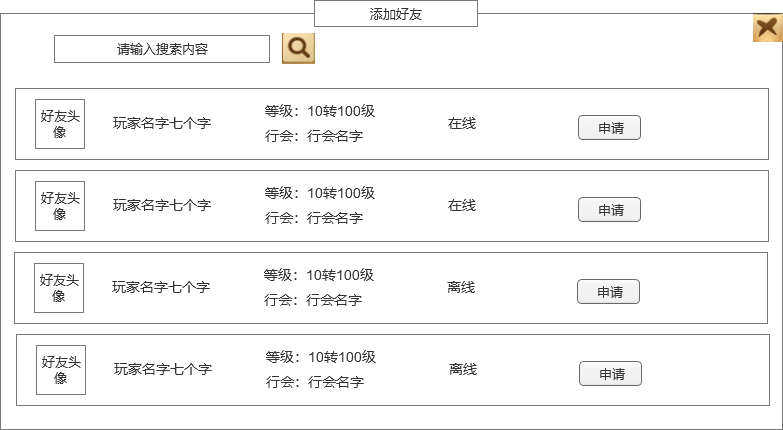 添加好友
请输入搜索内容
好友头
像
玩家名字七个字
等级：10转100级
行会：行会名字
在线
申请
好友头
像
玩家名字七个字
等级：10转100级
行会：行会名字
在线
申请
好友头
像
玩家名字七个字
等级：10转100级
行会：行会名字
离线
申请
好友头
像
玩家名字七个字
等级：10转100级
行会：行会名字
离线
申请